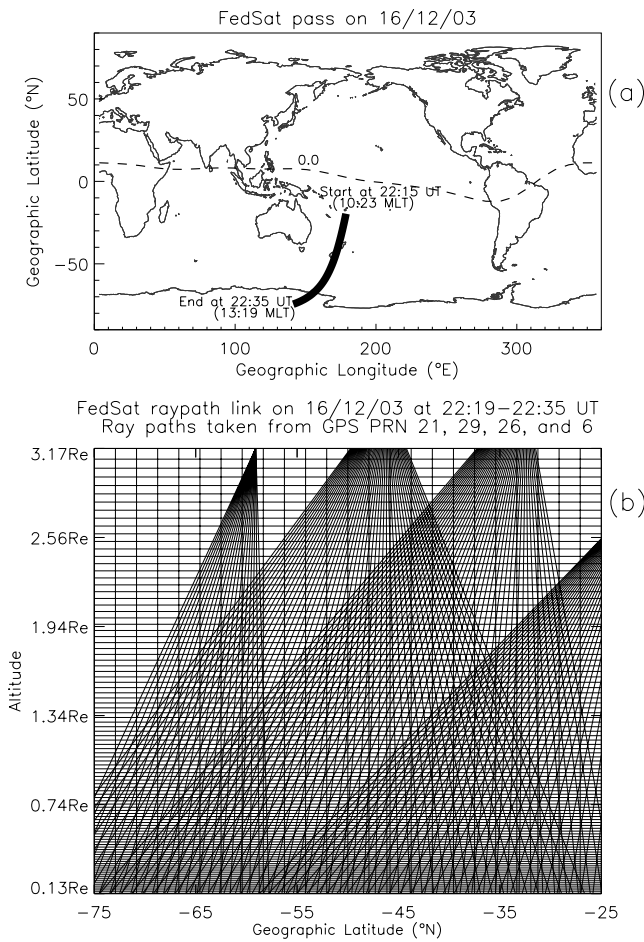 FedSat pass on 16/12/03
(a)
Geographic Latitude (°N)
50
0
−50
0.0
Start at 22:15 UT
(10:23 MLT)
End at 22:35 UT
(13:19 MLT)
0 100 200 300
Geographic Longitude (°E)
FedSat raypath link on 16/12/03 at 22:19−22:35 UT
Ray paths taken from GPS PRN 21, 29, 26, and 6
(b)
Altitude
3.17Re
2.56Re
1.94Re
1.34Re
0.74Re
0.13Re
−75 −65 −55 −45 −35 −25
Geographic Latitude (°N)